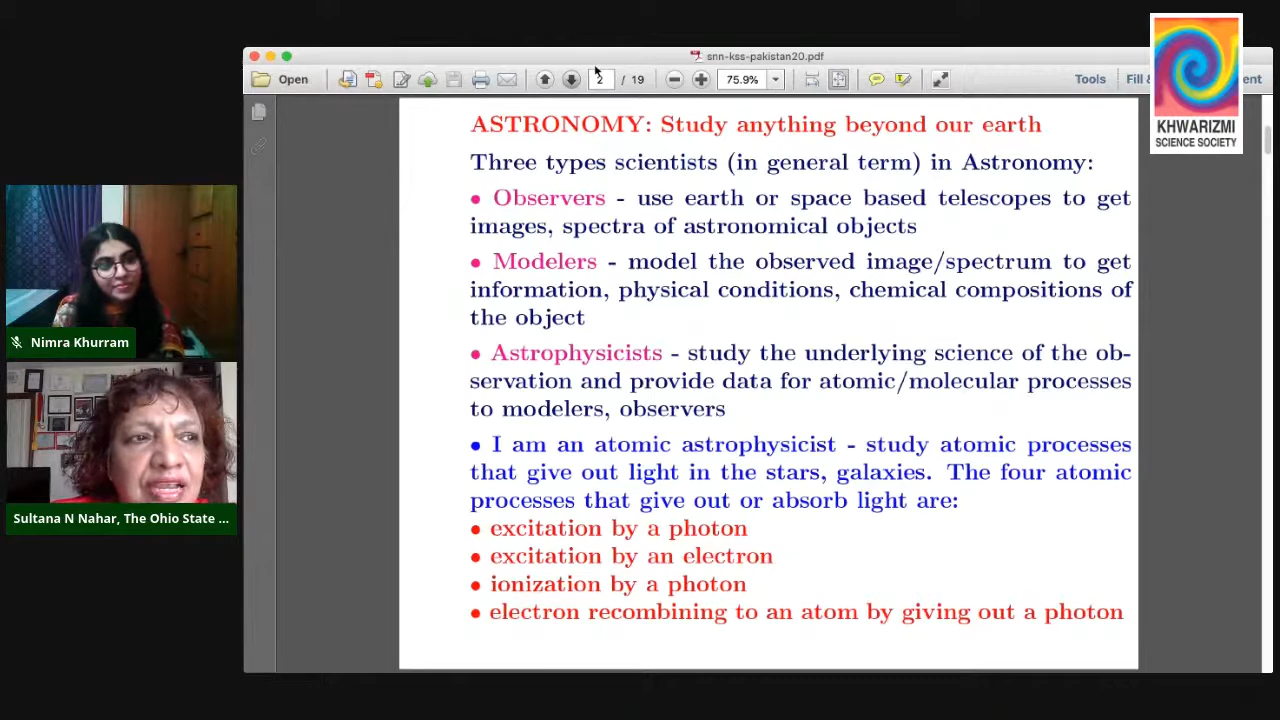 snn-kss-pakistan20.pdf
Open
2 / 19
75.9%
Tools
Fill &
ent
KHWARIZMI
SCIENCE SOCIETY
ASTRONOMY: Study anything beyond our earth
Three types scientists (in general term) in Astronomy:
• Observers - use earth or space based telescopes to get
images, spectra of astronomical objects
• Modelers - model the observed image/spectrum to get
information, physical conditions, chemical compositions of
the object
• Astrophysicists - study the underlying science of the ob-
servation and provide data for atomic/molecular processes
to modelers, observers
• I am an atomic astrophysicist - study atomic processes
that give out light in the stars, galaxies. The four atomic
processes that give out or absorb light are:
• excitation by a photon
• excitation by an electron
• ionization by a photon
• electron recombining to an atom by giving out a photon
Nimra Khurram
Sultana N Nahar, The Ohio State ...